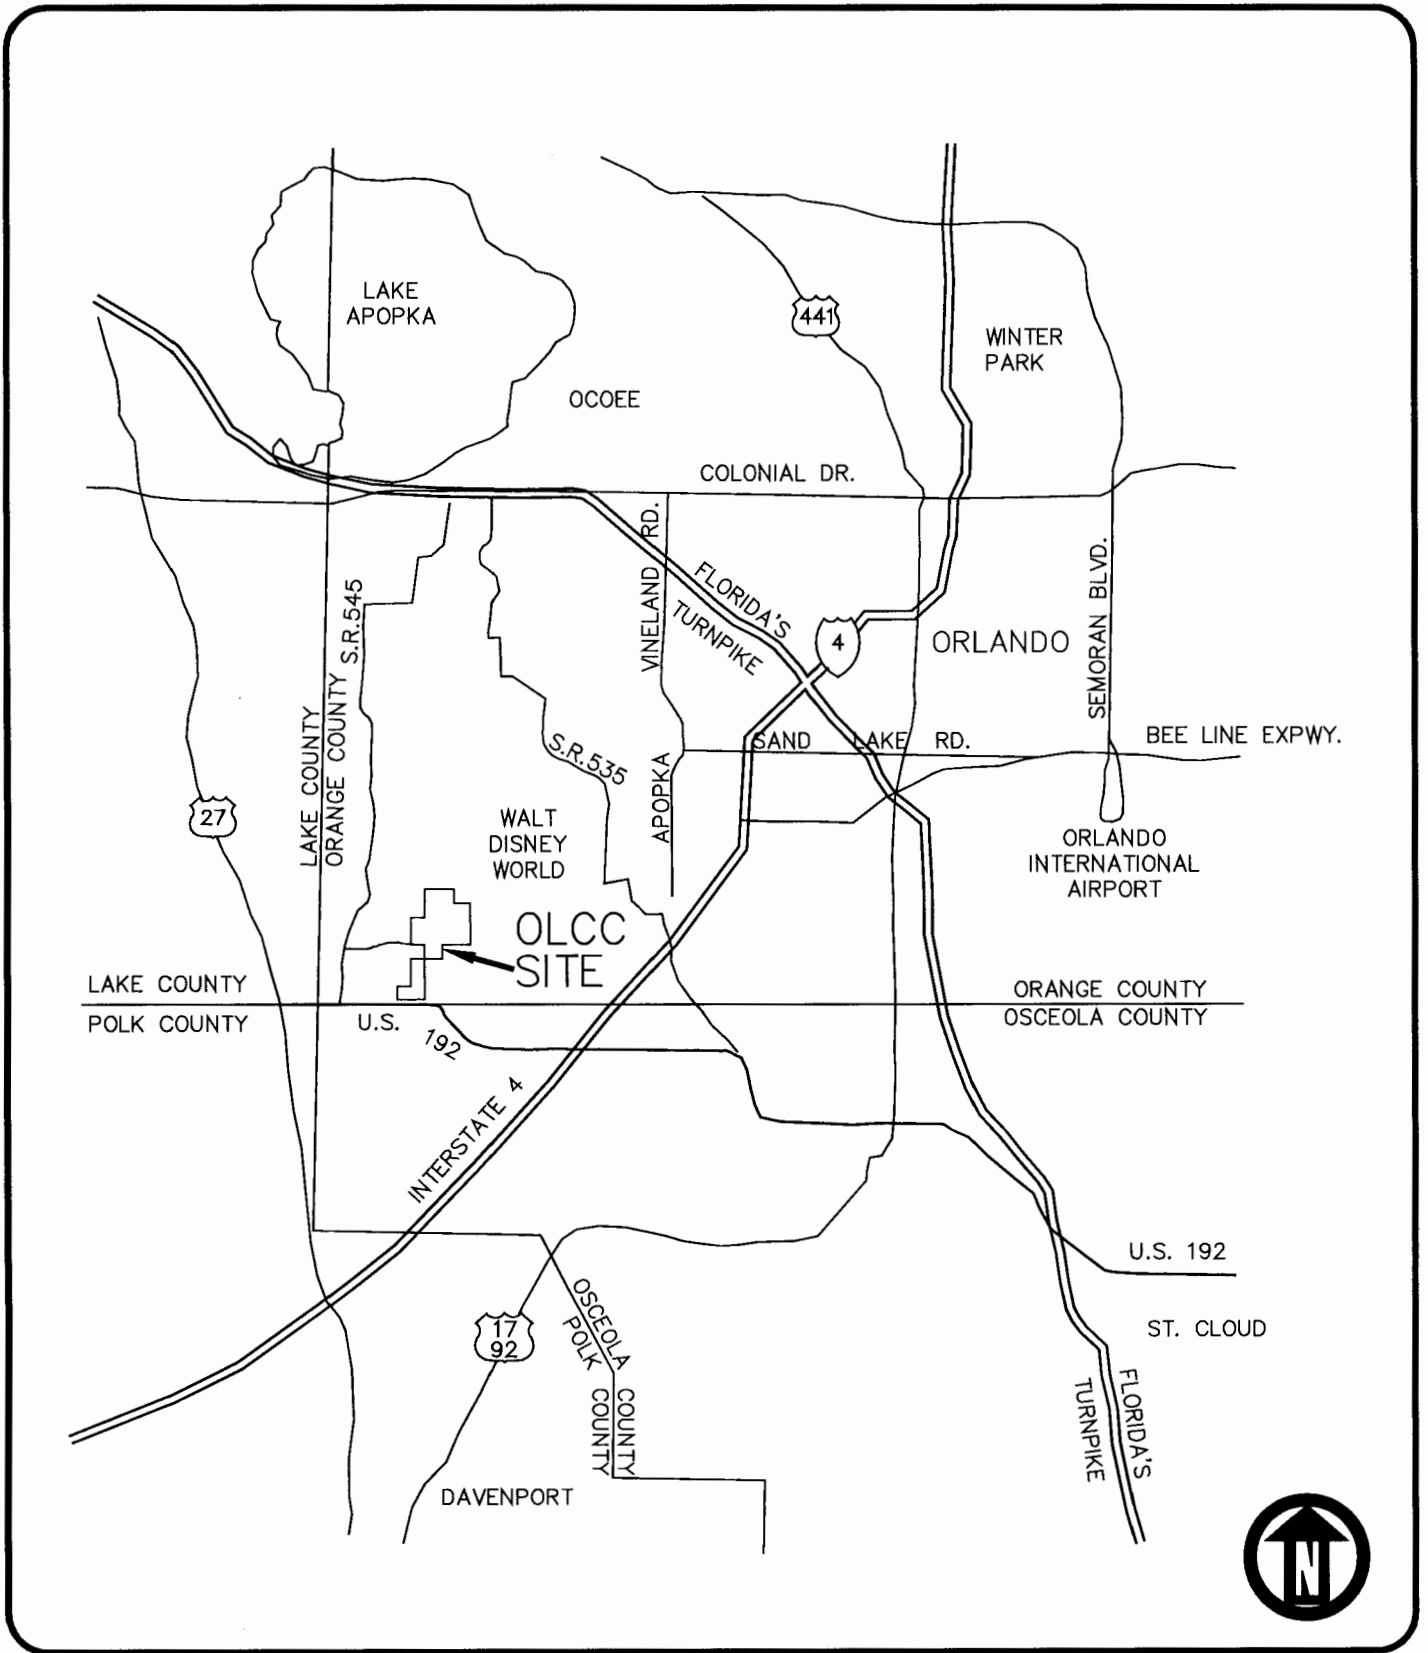 LAKE
APOPKA
441
WINTER
PARK
OCOEE
COLONIAL DR.
VINELAND RD.
APOPKA
FLORIDA'S
TURNPIKE
4
ORLANDO
SEMORAN BLVD.
S.R.545
LAKE COUNTY
ORANGE COUNTY
S.R.535
SAND LAKE RD.
BEE LINE EXPWY.
27
WALT
DISNEY
WORLD
ORLANDO
INTERNATIONAL
AIRPORT
OLCC
SITE
LAKE COUNTY
POLK COUNTY
ORANGE COUNTY
OSCEOLA COUNTY
U.S. 192
INTERSTATE 4
U.S. 192
17
92
OSCEOLA COUNTY
POLK COUNTY
ST. CLOUD
FLORIDA'S
TURNPIKE
DAVENPORT
N